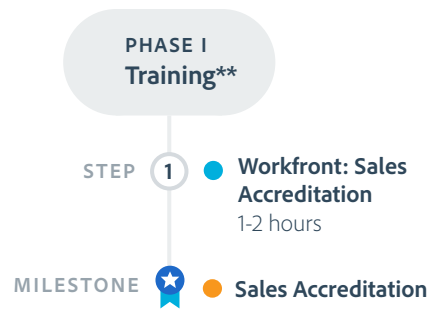 PHASE I
Training**
STEP 1 Workfront: Sales
Accreditation
1-2 hours
MILESTONE Sales Accreditation